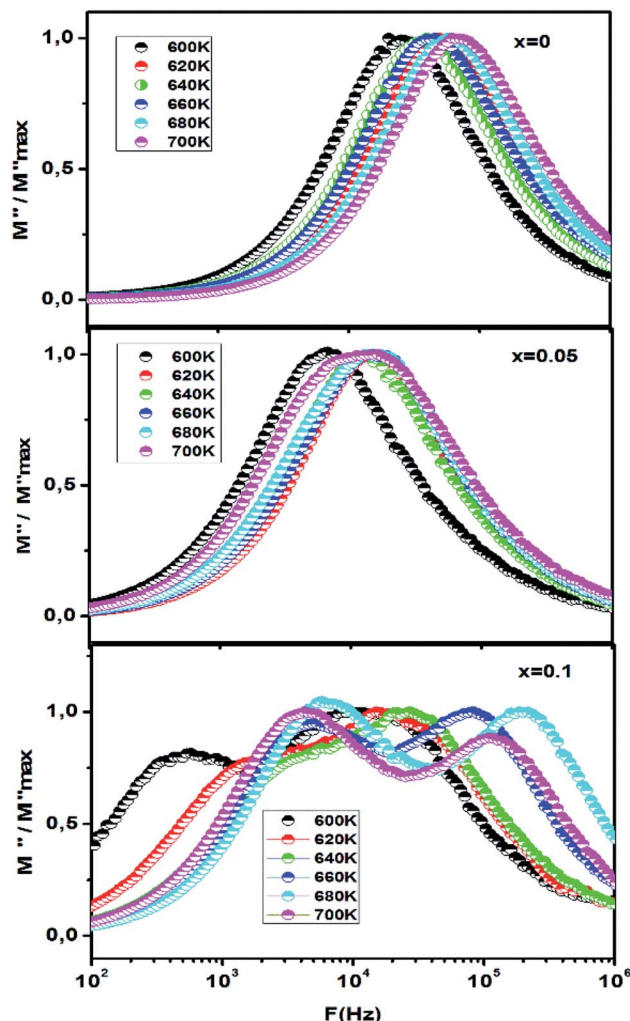 x=0
600K
620K
640K
660K
680K
700K
1,0
0,5
0,0
M'' / M''max
x=0.05
600K
620K
640K
660K
680K
700K
1,0
0,5
0,0
M'' / M''max
x=0.1
1,0
0,5
0,0
M'' / M''max
600K
620K
640K
660K
680K
700K
10² 10³ 10⁴ 10⁵ 10⁶
F(Hz)